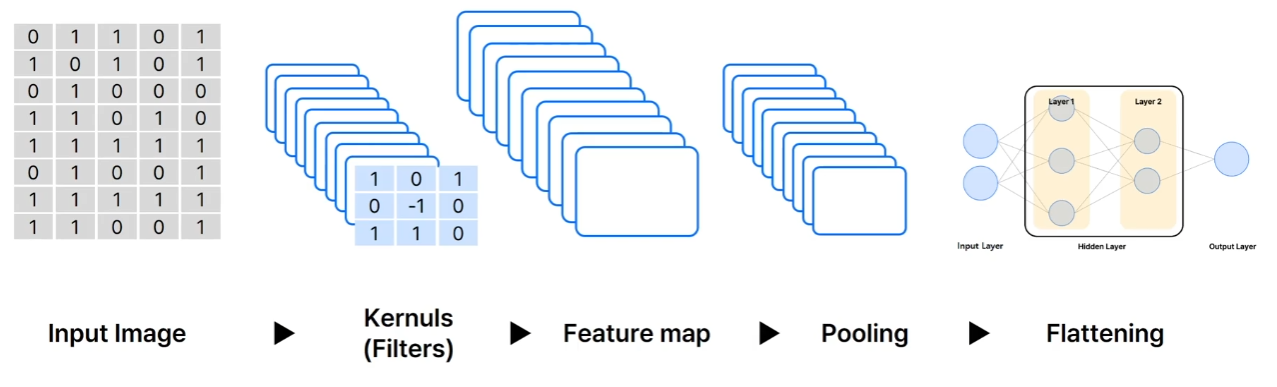 0 1 1 0 1
1 0 1 0 1
0 1 0 0 0
1 1 0 1 0
1 1 1 1 1
0 1 0 0 1
1 1 1 1 1
1 1 0 0 1
1 0 1
0 -1 0
1 1 0
Layer 1
Layer 2
Input Layer
Hidden Layer
Output Layer
Input Image
Kernuls
(Filters)
Feature map
Pooling
Flattening